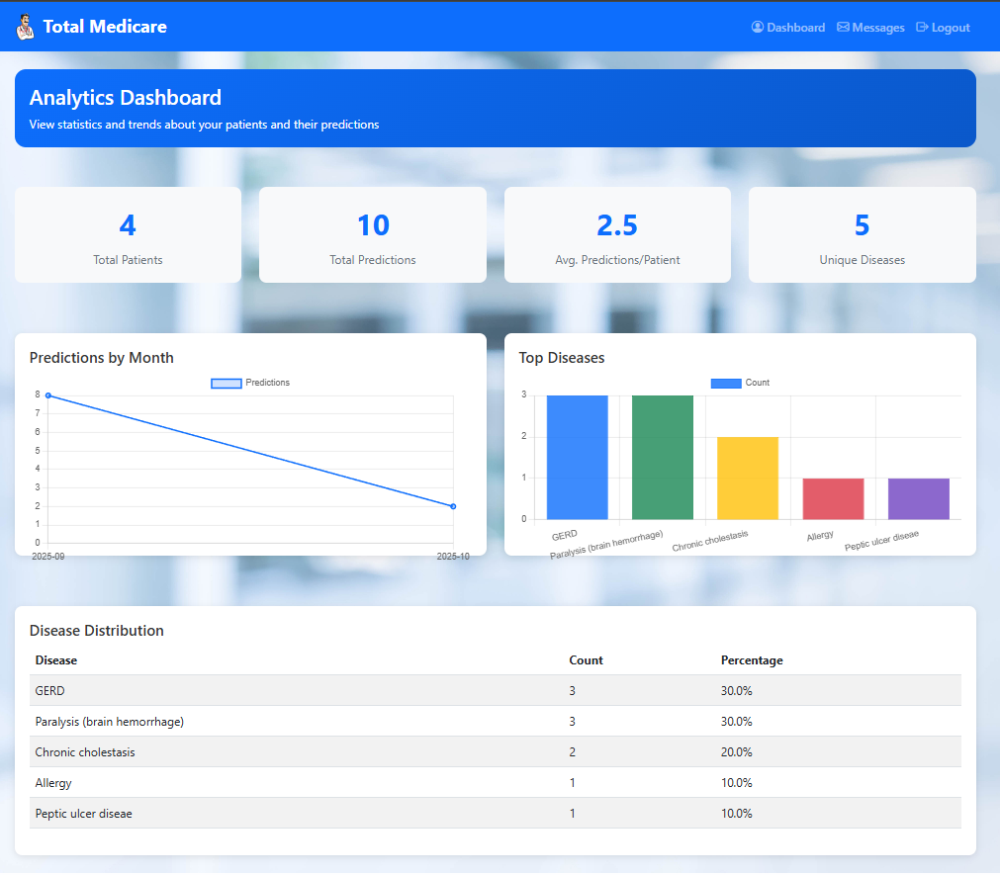 Total Medicare
Dashboard Messages Logout
Analytics Dashboard
View statistics and trends about your patients and their predictions
4
Total Patients
10
Total Predictions
2.5
Avg. Predictions/Patient
5
Unique Diseases
Predictions by Month
Predictions
8
7
6
5
4
3
2
1
0
2025-09 2025-10
Top Diseases
Count
3
2
1
0
GERD
Paralysis (brain hemorrhage)
Chronic cholestasis
Allergy
Peptic ulcer diseae
Disease Distribution
Disease Count Percentage
GERD 3 30.0%
Paralysis (brain hemorrhage) 3 30.0%
Chronic cholestasis 2 20.0%
Allergy 1 10.0%
Peptic ulcer diseae 1 10.0%